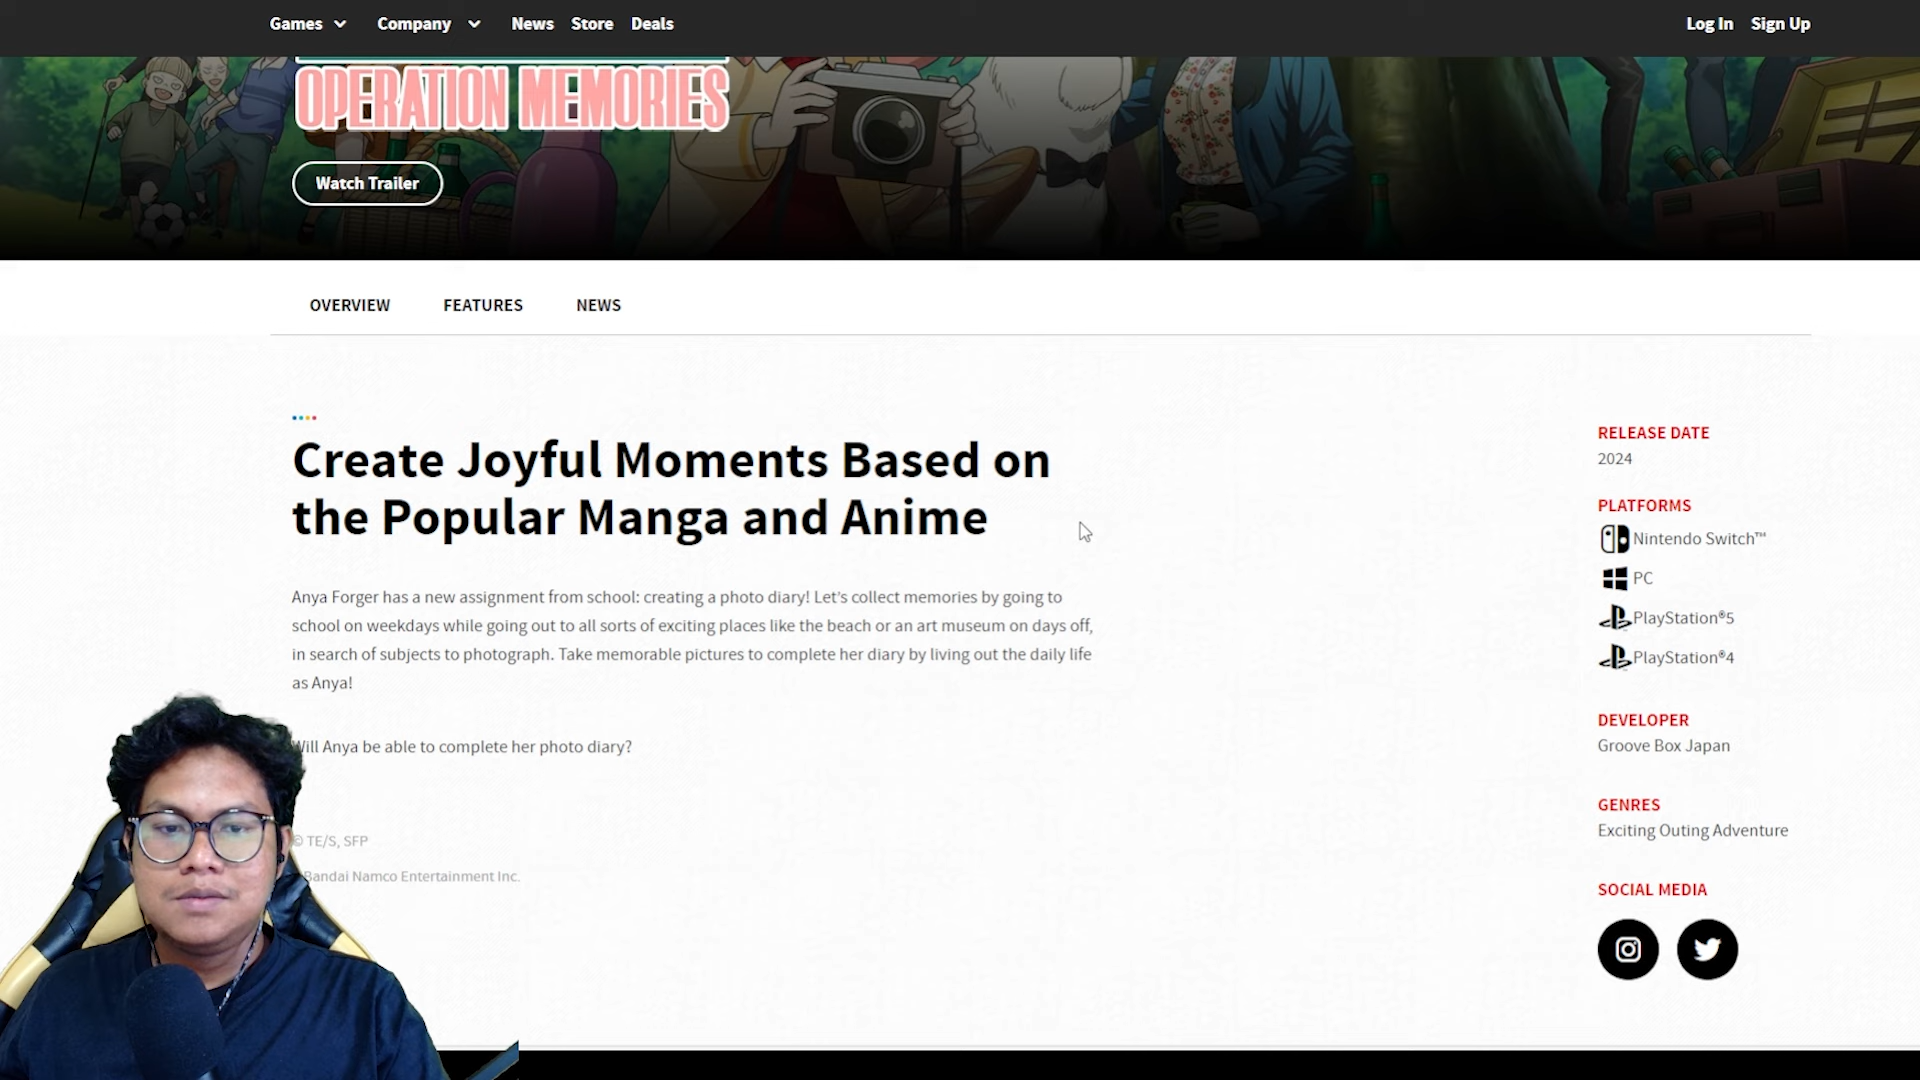 Games Company News Store Deals Log In Sign Up
OPERATION MEMORIES
Watch Trailer
OVERVIEW FEATURES NEWS
Create Joyful Moments Based on
the Popular Manga and Anime
Anya Forger has a new assignment from school: creating a photo diary! Let's collect memories by going to
school on weekdays while going out to all sorts of exciting places like the beach or an art museum on days off,
in search of subjects to photograph. Take memorable pictures to complete her diary by living out the daily life
as Anya!
Will Anya be able to complete her photo diary?
© TE/S, SFP
Bandai Namco Entertainment Inc.
RELEASE DATE
2024
PLATFORMS
Nintendo Switch™
PC
PlayStation®5
PlayStation®4
DEVELOPER
Groove Box Japan
GENRES
Exciting Outing Adventure
SOCIAL MEDIA